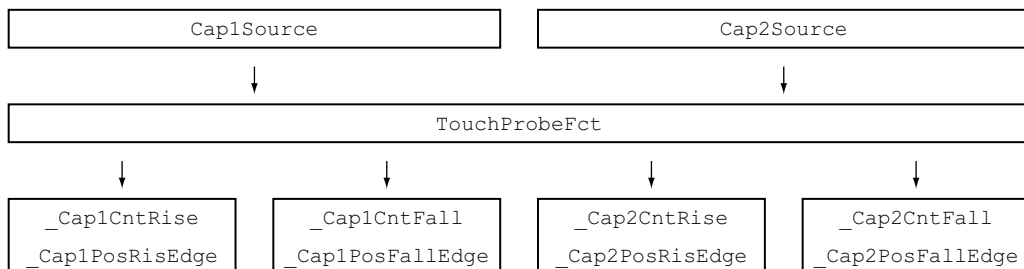 Cap1Source
Cap2Source
TouchProbeFct
_Cap1CntRise
_Cap1PosRisEdge
_Cap1CntFall
_Cap1PosFallEdge
_Cap2CntRise
_Cap2PosRisEdge
_Cap2CntFall
_Cap2PosFallEdge